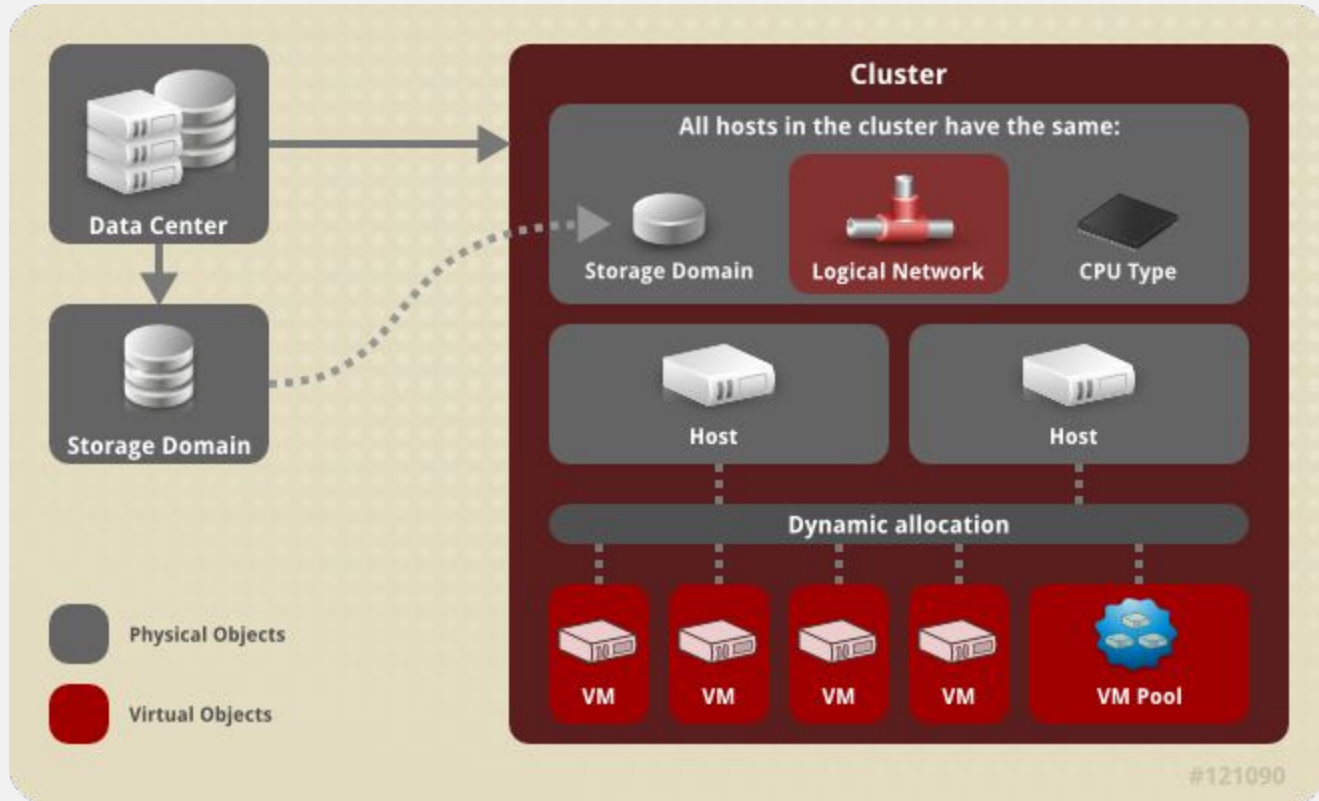 Data Center
Storage Domain
Cluster
All hosts in the cluster have the same:
Storage Domain
Logical Network
CPU Type
Host
Host
Dynamic allocation
VM
VM
VM
VM
VM Pool
Physical Objects
Virtual Objects
#121090